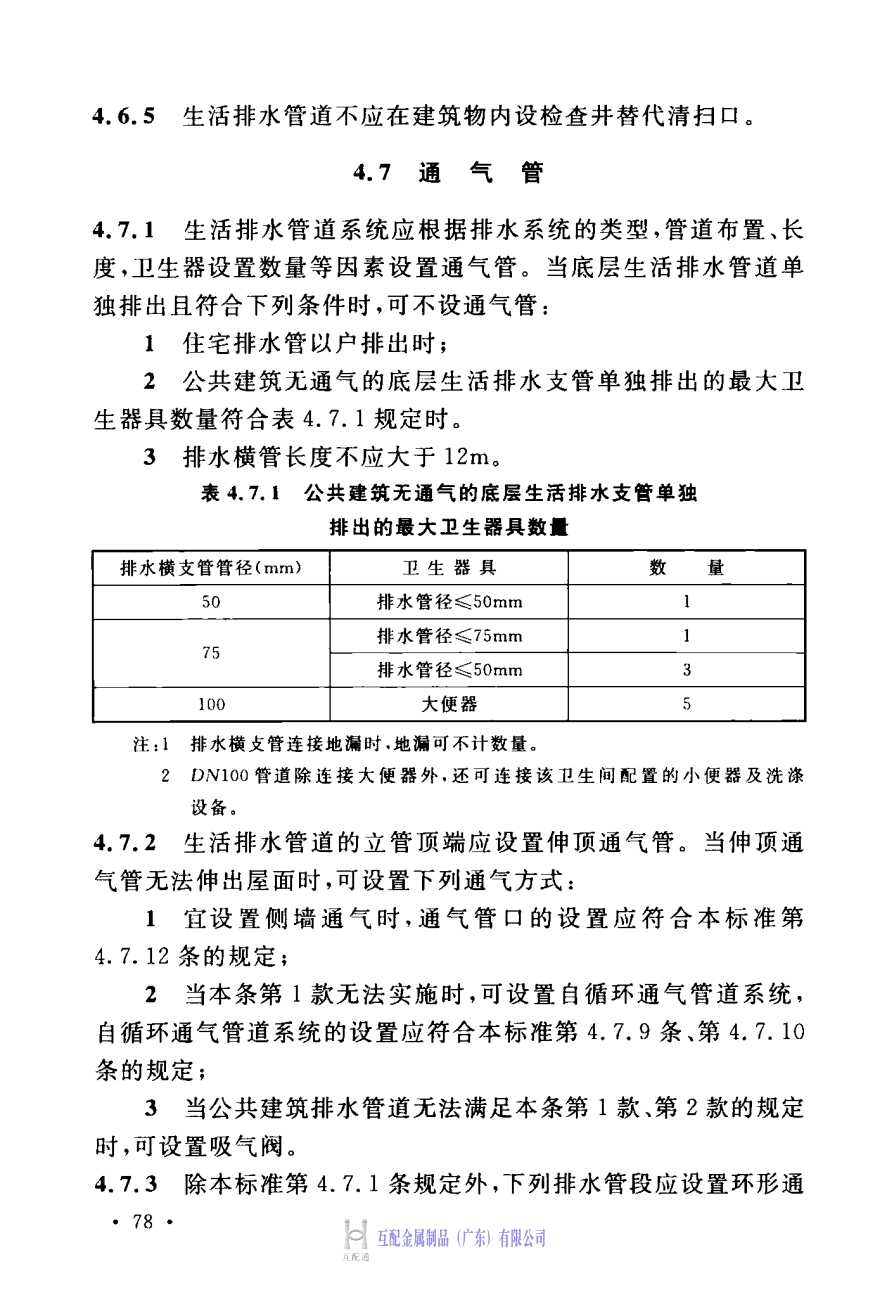 4.6.5 生活排水管道不应在建筑物内设检查井替代清扫口。
4.7 通 气 管
4.7.1 生活排水管道系统应根据排水系统的类型,管道布置、长
度,卫生器设置数量等因素设置通气管。当底层生活排水管道单
独排出且符合下列条件时,可不设通气管:
1 住宅排水管以户排出时;
2 公共建筑无通气的底层生活排水支管单独排出的最大卫
生器具数量符合表 4.7.1 规定时。
3 排水横管长度不应大于 12m。
表 4.7.1 公共建筑无通气的底层生活排水支管单独
排出的最大卫生器具数量
排水横支管管径(mm) 卫 生 器 具 数 量
50 排水管径≤50mm 1
75 排水管径≤75mm 1
排水管径≤50mm 3
100 大便器 5
注:1 排水横支管连接地漏时,地漏可不计数量。
2 DN100 管道除连接大便器外,还可连接该卫生间配置的小便器及洗涤
设备。
4.7.2 生活排水管道的立管顶端应设置伸顶通气管。当伸顶通
气管无法伸出屋面时,可设置下列通气方式:
1 宜设置侧墙通气时,通气管口的设置应符合本标准第
4.7.12 条的规定;
2 当本条第 1 款无法实施时,可设置自循环通气管道系统,
自循环通气管道系统的设置应符合本标准第 4.7.9 条、第 4.7.10
条的规定;
3 当公共建筑排水管道无法满足本条第 1 款、第 2 款的规定
时,可设置吸气阀。
4.7.3 除本标准第 4.7.1 条规定外,下列排水管段应设置环形通
· 78 ·
互配金属制品（广东）有限公司
互配通